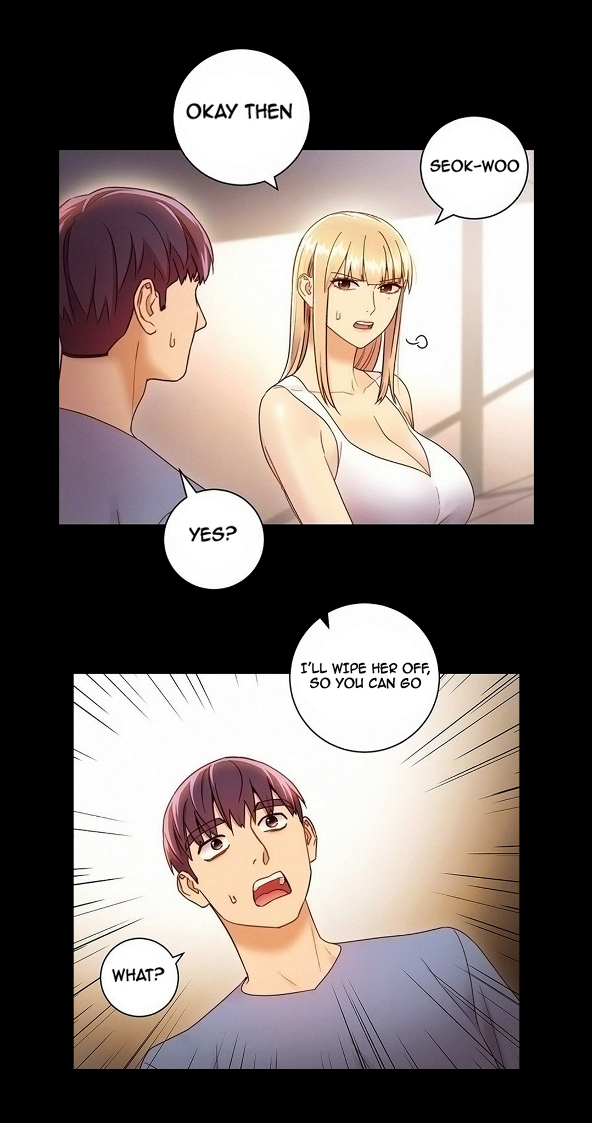 OKAY THEN
SEOK-WOO
YES?
I'LL WIPE HER OFF,
SO YOU CAN GO
WHAT?